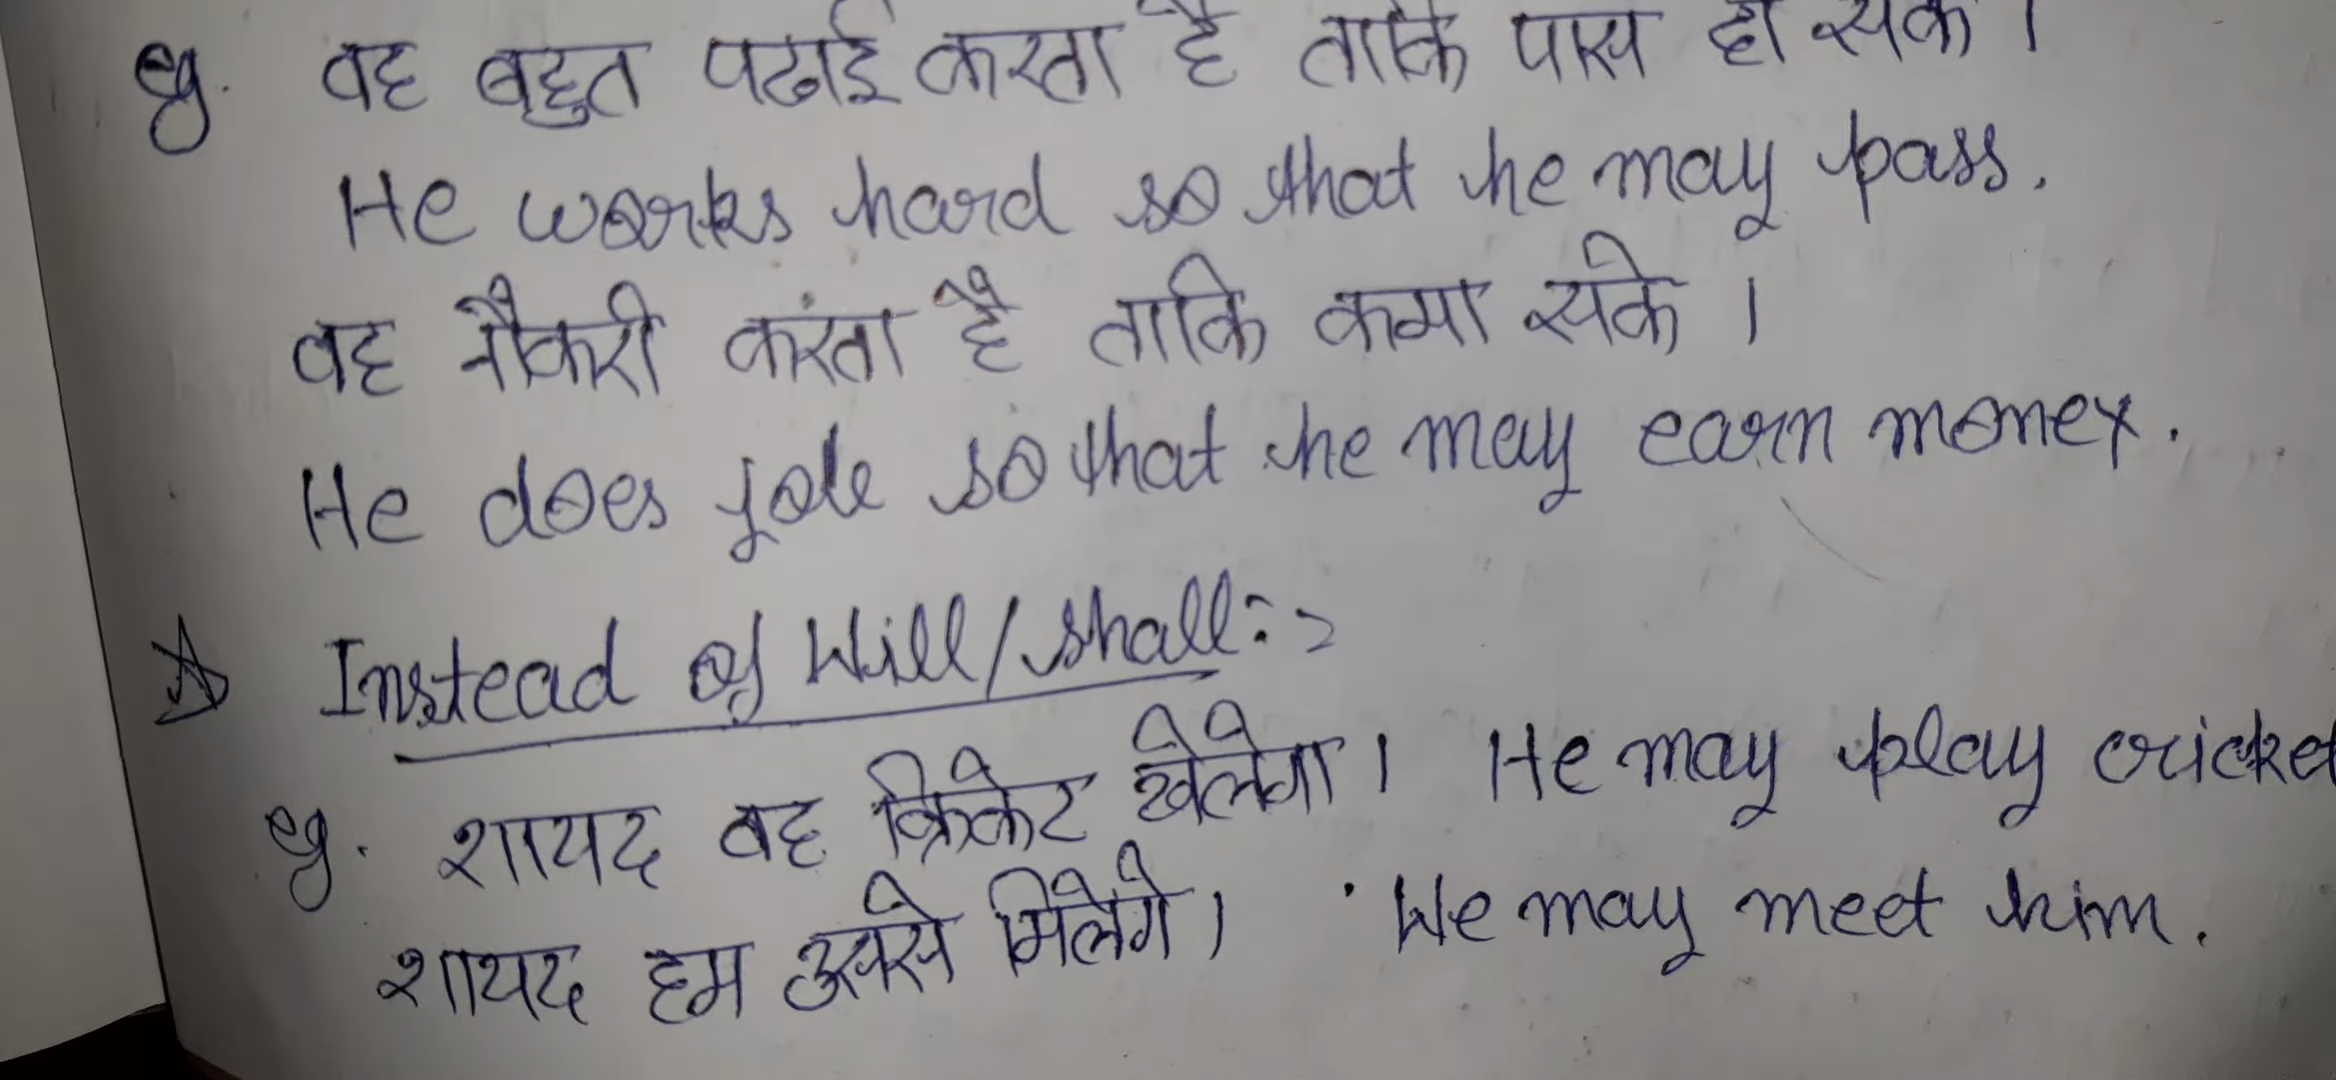 eg. वह बहुत पढाई करता है ताकि पास हो सके ।
He works hard so that he may pass.
वह नौकरी करता है ताकि कमा सके ।
He does job so that he may earn money.
☆ Instead of Will/shall :->
eg. शायद वह क्रिकेट खेलेगा । He may play cricket
शायद हम उससे मिलेगे । We may meet him.